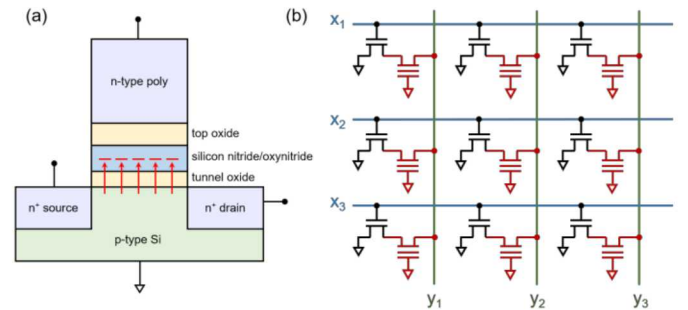 (a)
n-type poly
top oxide
silicon nitride/oxynitride
tunnel oxide
n⁺ source
n⁺ drain
p-type Si
(b)
x₁
x₂
x₃
y₁
y₂
y₃